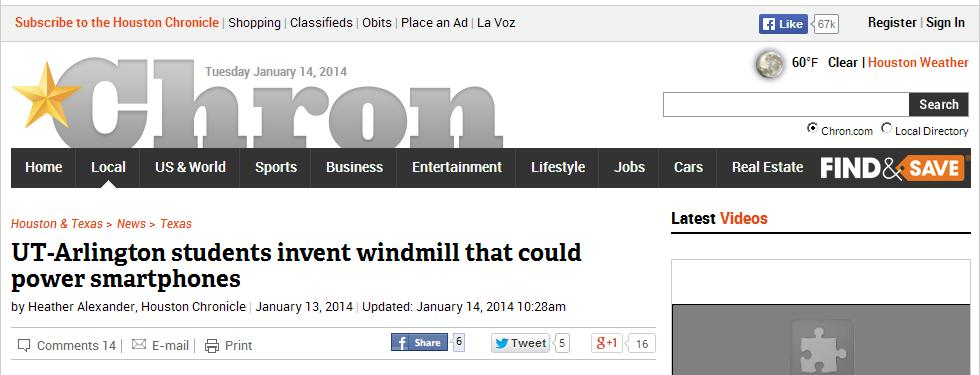 Subscribe to the Houston Chronicle | Shopping | Classifieds | Obits | Place an Ad | La Voz
Like 67k
Register | Sign In
Tuesday January 14, 2014
Chron
60°F Clear | Houston Weather
Search
Chron.com Local Directory
Home Local US & World Sports Business Entertainment Lifestyle Jobs Cars Real Estate FIND & SAVE
Houston & Texas > News > Texas
Latest Videos
UT-Arlington students invent windmill that could
power smartphones
by Heather Alexander, Houston Chronicle | January 13, 2014 | Updated: January 14, 2014 10:28am
Comments 14 | E-mail | Print
Share 6
Tweet 5
g+1 16